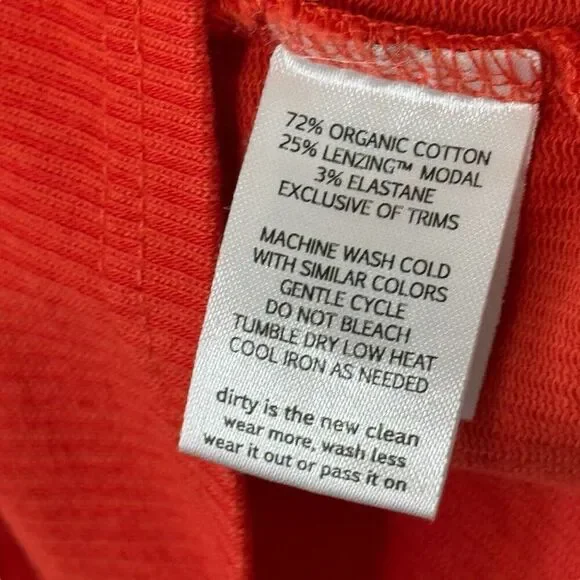 72% ORGANIC COTTON
25% LENZING™ MODAL
3% ELASTANE
EXCLUSIVE OF TRIMS
MACHINE WASH COLD
WITH SIMILAR COLORS
GENTLE CYCLE
DO NOT BLEACH
TUMBLE DRY LOW HEAT
COOL IRON AS NEEDED
dirty is the new clean
wear more, wash less
wear it out or pass it on